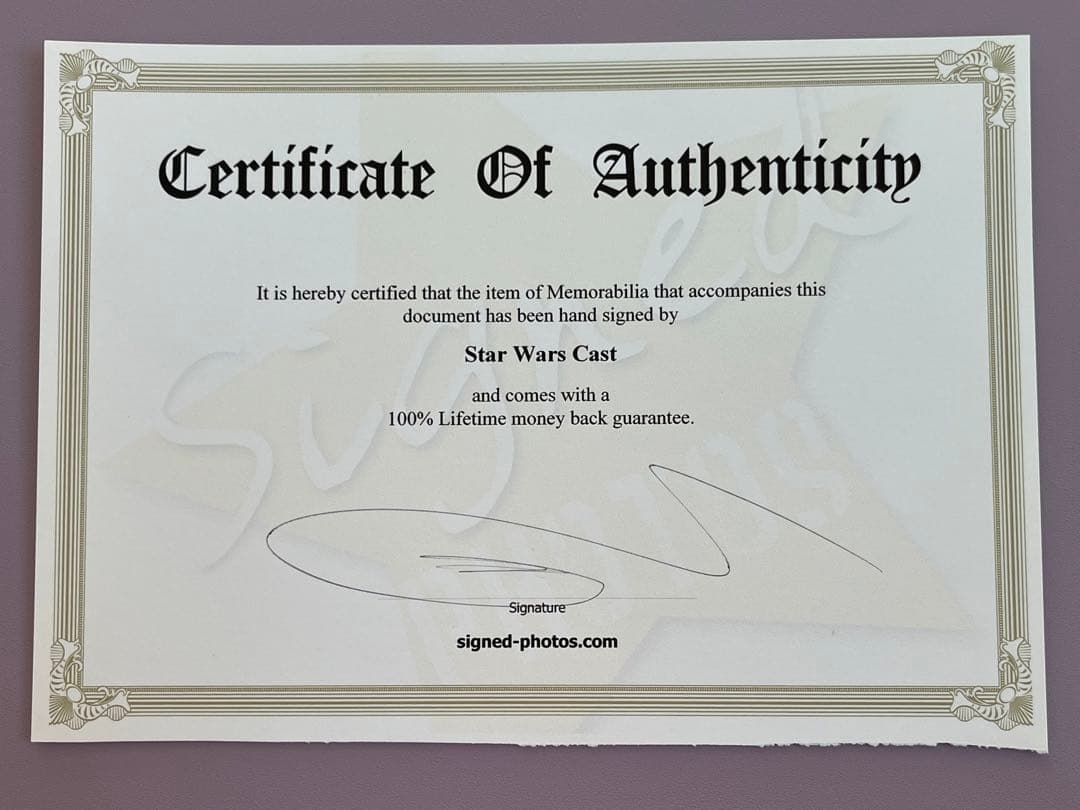 Certificate Of Authenticity
It is hereby certified that the item of Memorabilia that accompanies this
document has been hand signed by
Star Wars Cast
and comes with a
100% Lifetime money back guarantee.
Signature
signed-photos.com
Signed